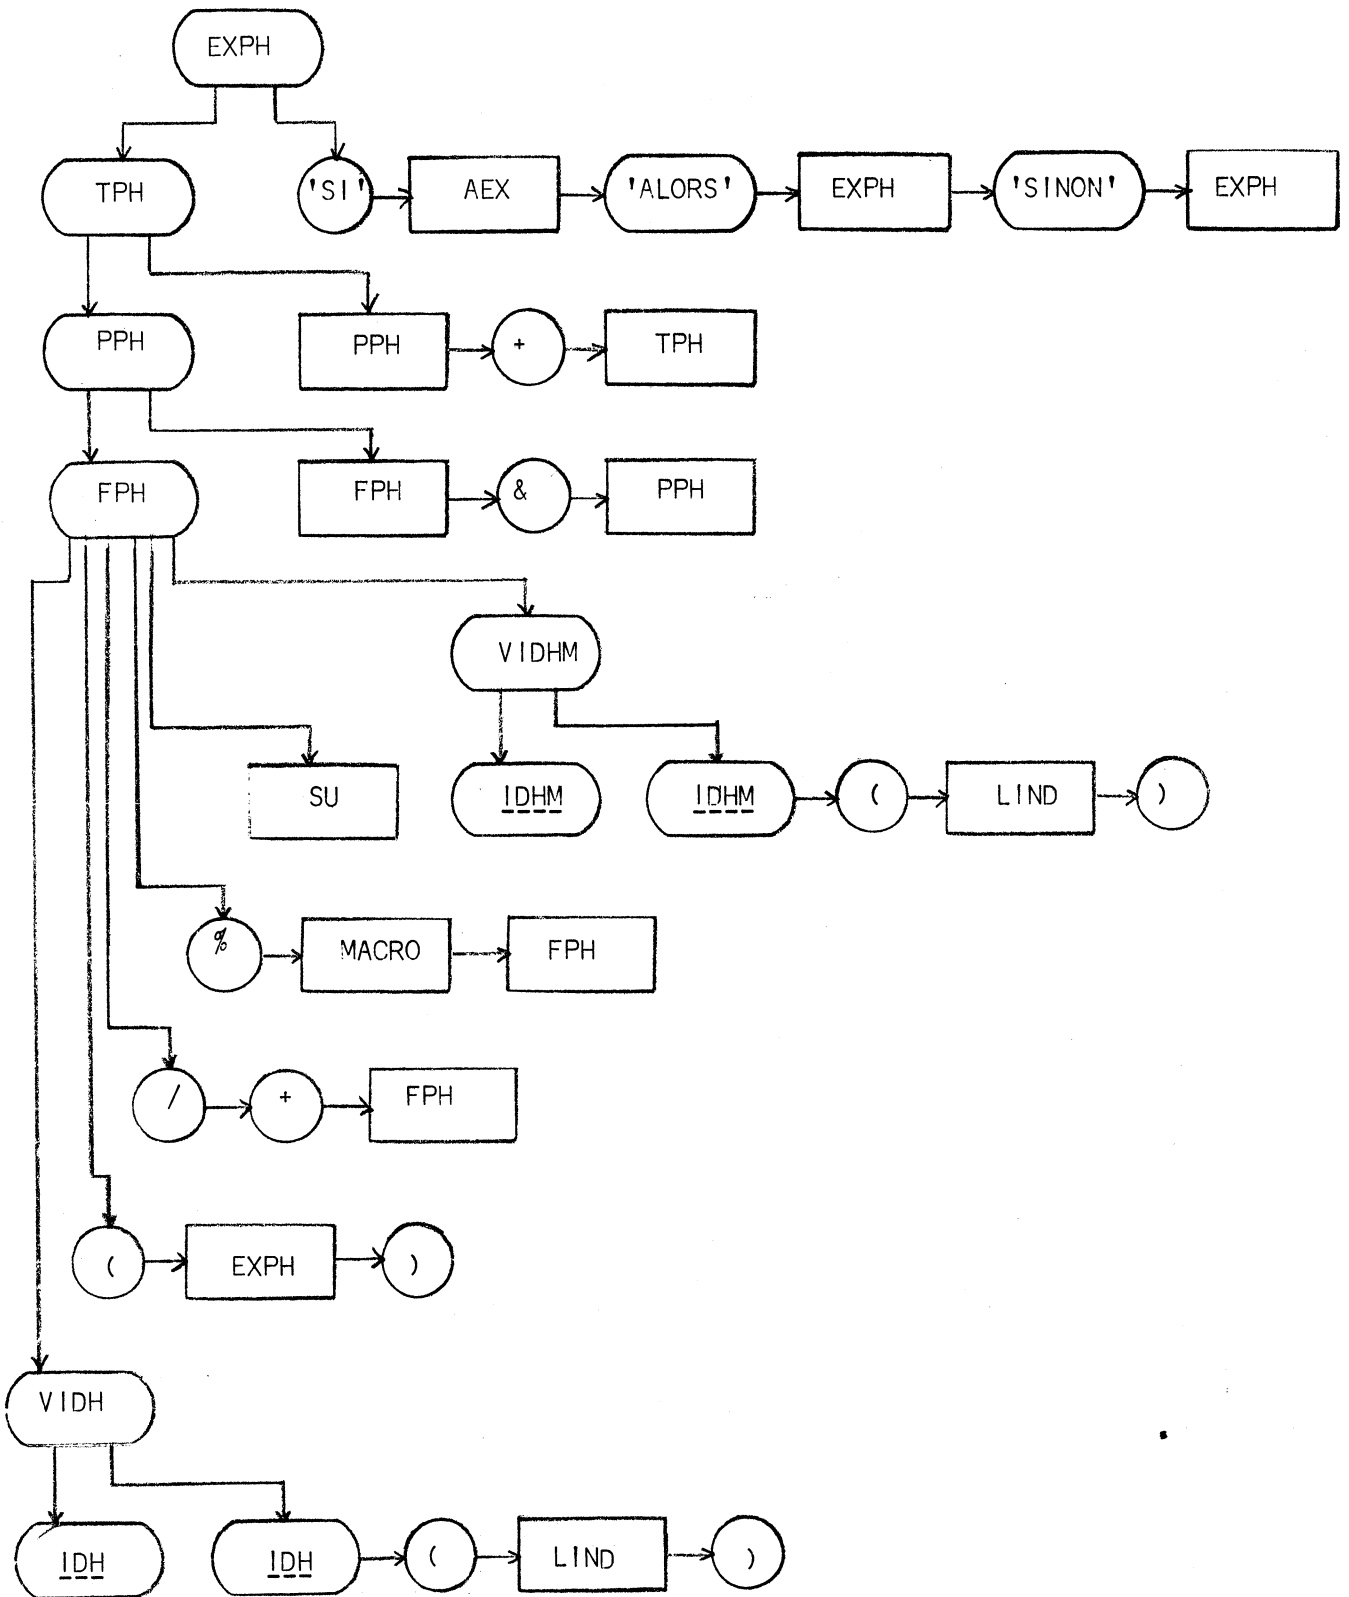 EXPH
TPH 'SI' AEX 'ALORS' EXPH 'SINON' EXPH
PPH PPH + TPH
FPH FPH & PPH
VIDHM
SU IDHM IDHM ( LIND )
% MACRO FPH
/ + FPH
( EXPH )
VIDH
IDH IDH ( LIND )